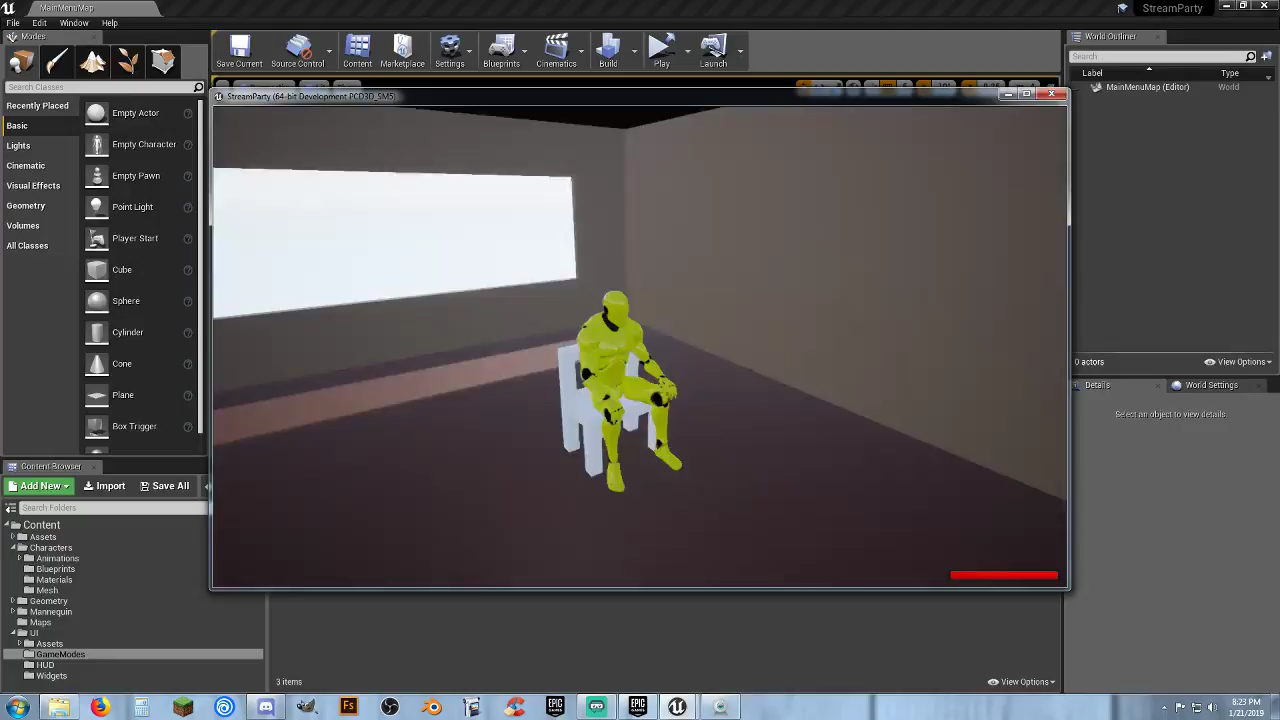 MainMenuMap
StreamParty
File Edit Window Help
Modes
Search Classes
Recently Placed
Basic
Lights
Cinematic
Visual Effects
Geometry
Volumes
All Classes
Empty Actor
Empty Character
Empty Pawn
Point Light
Player Start
Cube
Sphere
Cylinder
Cone
Plane
Box Trigger
Save Current
Source Control
Content
Marketplace
Settings
Blueprints
Cinematics
Build
Play
Launch
StreamParty (64-bit Development PCD3D_SM5)
World Outliner
Search
Label Type
MainMenuMap (Editor) World
0 actors
View Options
Details
World Settings
Select an object to view details.
Content Browser
Add New Import Save All
Search Folders
Content
Assets
Characters
Animations
Blueprints
Materials
Mesh
Geometry
Mannequin
Maps
UI
Assets
GameModes
HUD
Widgets
3 items
View Options
Fs
EPIC GAMES
EPIC GAMES
8:23 PM
1/21/2019